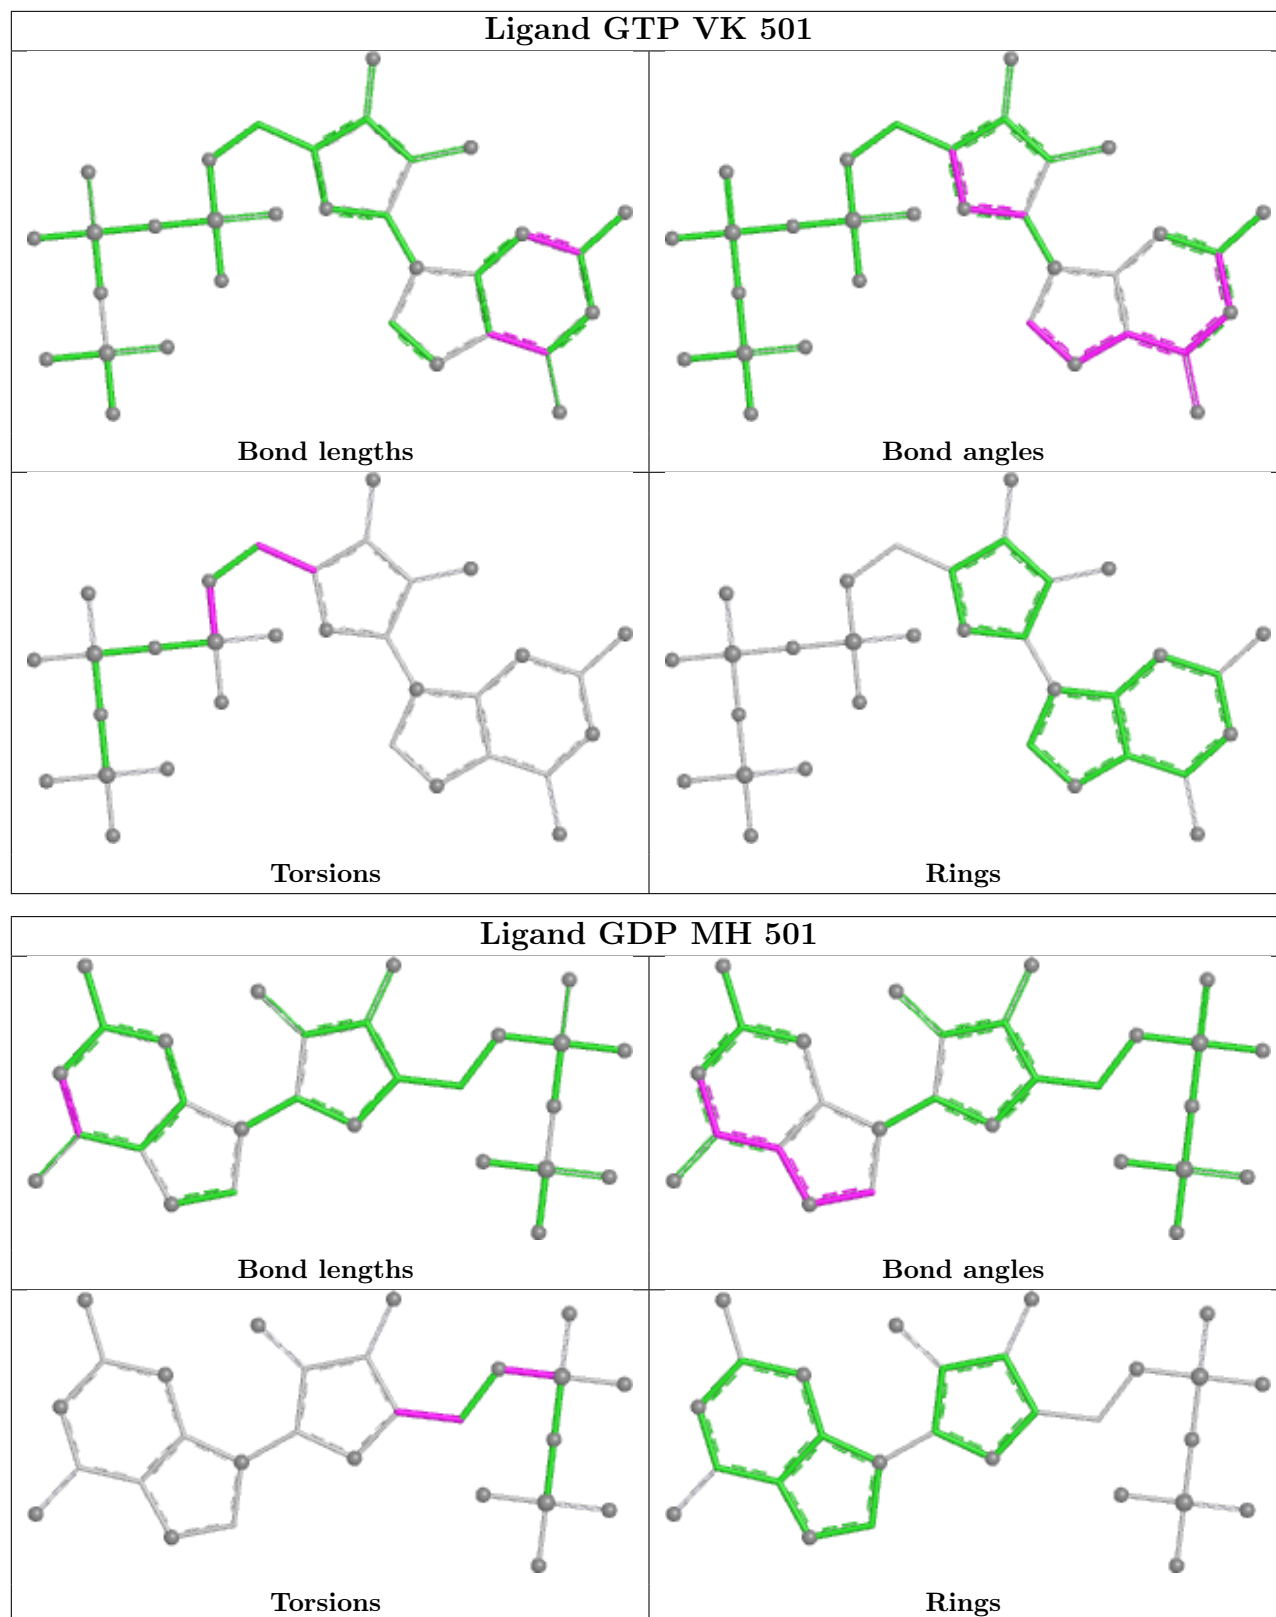 Ligand GTP VK 501
Bond lengths
Bond angles
Torsions
Rings
Ligand GDP MH 501
Bond lengths
Bond angles
Torsions
Rings